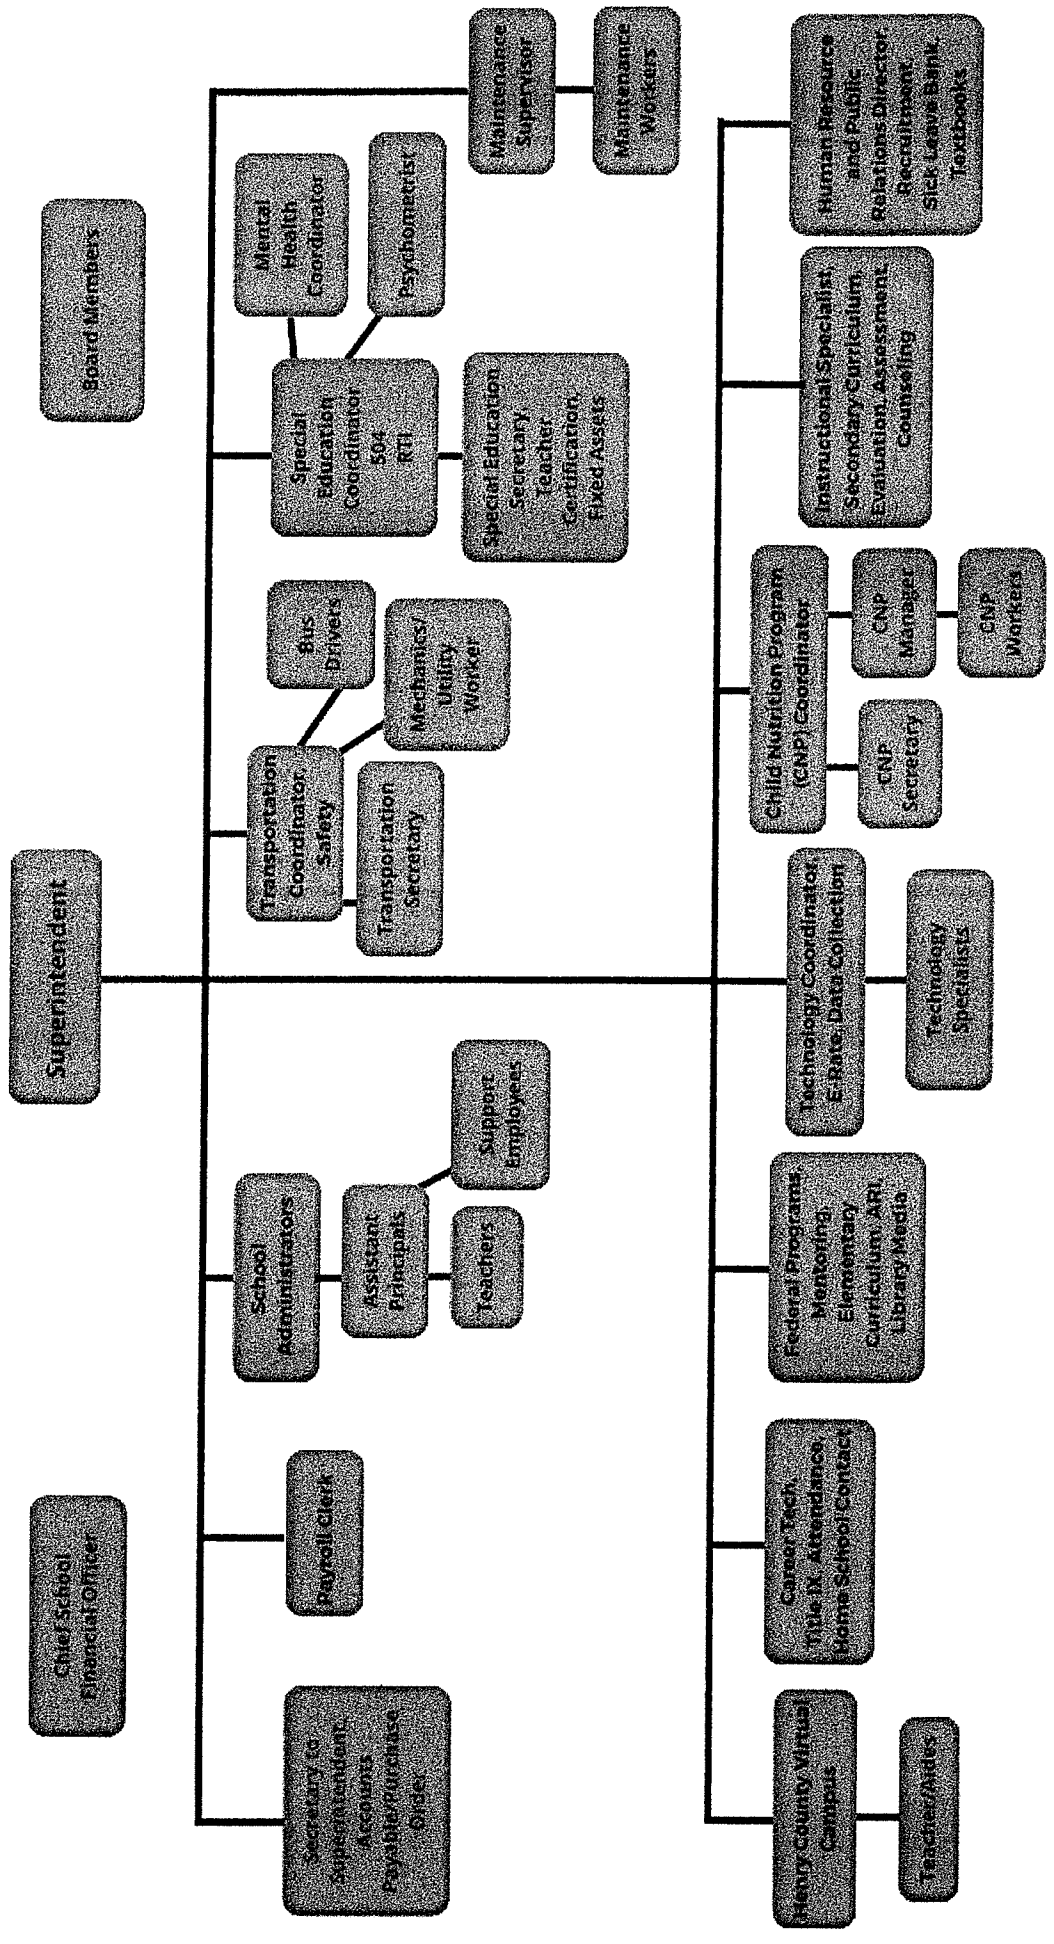 Chief School
Financial Officer
Superintendent
Board Members
Secretary to
Superintendent,
Accounts
Payable/Purchase
Order
Payroll Clerk
School
Administrators
Assistant
Principals
Teachers
Support
Employees
Transportation
Coordinator,
Safety
Bus
Drivers
Mechanics/
Utility
Worker
Transportation
Secretary
Special
Education
Coordinator
504
RTI
Mental
Health
Coordinator
Psychometrist
Special Education
Secretary,
Teacher
Certification,
Fixed Assets
Maintenance
Supervisor
Maintenance
Workers
Henry County Virtual
Campus
Teacher/Aides
Career Tech,
Title IX, Attendance,
Home School Contact
Federal Programs,
Mentoring,
Elementary
Curriculum, ARI,
Library Media
Technology Coordinator,
E-Rate, Data Collection
Technology
Specialists
Child Nutrition Program
(CNP) Coordinator
CNP
Secretary
CNP
Manager
CNP
Workers
Instructional Specialist,
Secondary Curriculum,
Evaluation, Assessment,
Counseling
Human Resource
and Public
Relations Director,
Recruitment,
Sick Leave Bank,
Textbooks